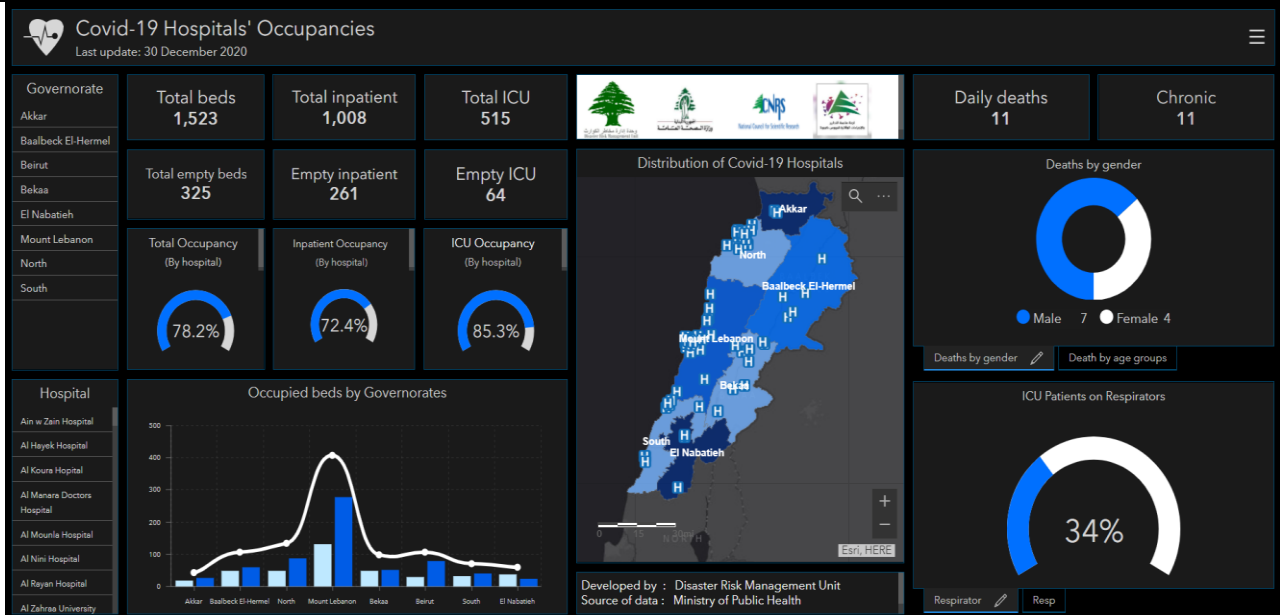 Covid-19 Hospitals' Occupancies
Last update: 30 December 2020
Governorate
Akkar
Baalbeck El-Hermel
Beirut
Bekaa
El Nabatieh
Mount Lebanon
North
South
Total beds
1,523
Total inpatient
1,008
Total ICU
515
Total empty beds
325
Empty inpatient
261
Empty ICU
64
Total Occupancy
(By hospital)
78.2%
Inpatient Occupancy
(By hospital)
72.4%
ICU Occupancy
(By hospital)
85.3%
Hospital
Ain w Zain Hospital
Al Hayek Hospital
Al Koura Hopital
Al Manara Doctors
Hospital
Al Mounla Hospital
Al Nini Hospital
Al Rayan Hospital
Al Zahraa University
Occupied beds by Governorates
500
400
300
200
100
0
Akkar
Baalbeck El-Hermel
North
Mount Lebanon
Bekaa
Beirut
South
El Nabatieh
CNRS
National Council for Scientific Research
Distribution of Covid-19 Hospitals
Akkar
North
Baalbeck El-Hermel
Mount Lebanon
Bekaa
South
El Nabatieh
0 15
NORTH
Esri, HERE
Developed by : Disaster Risk Management Unit
Source of data : Ministry of Public Health
Daily deaths
11
Chronic
11
Deaths by gender
Male 7 Female 4
Deaths by gender
Death by age groups
ICU Patients on Respirators
34%
Respirator
Resp